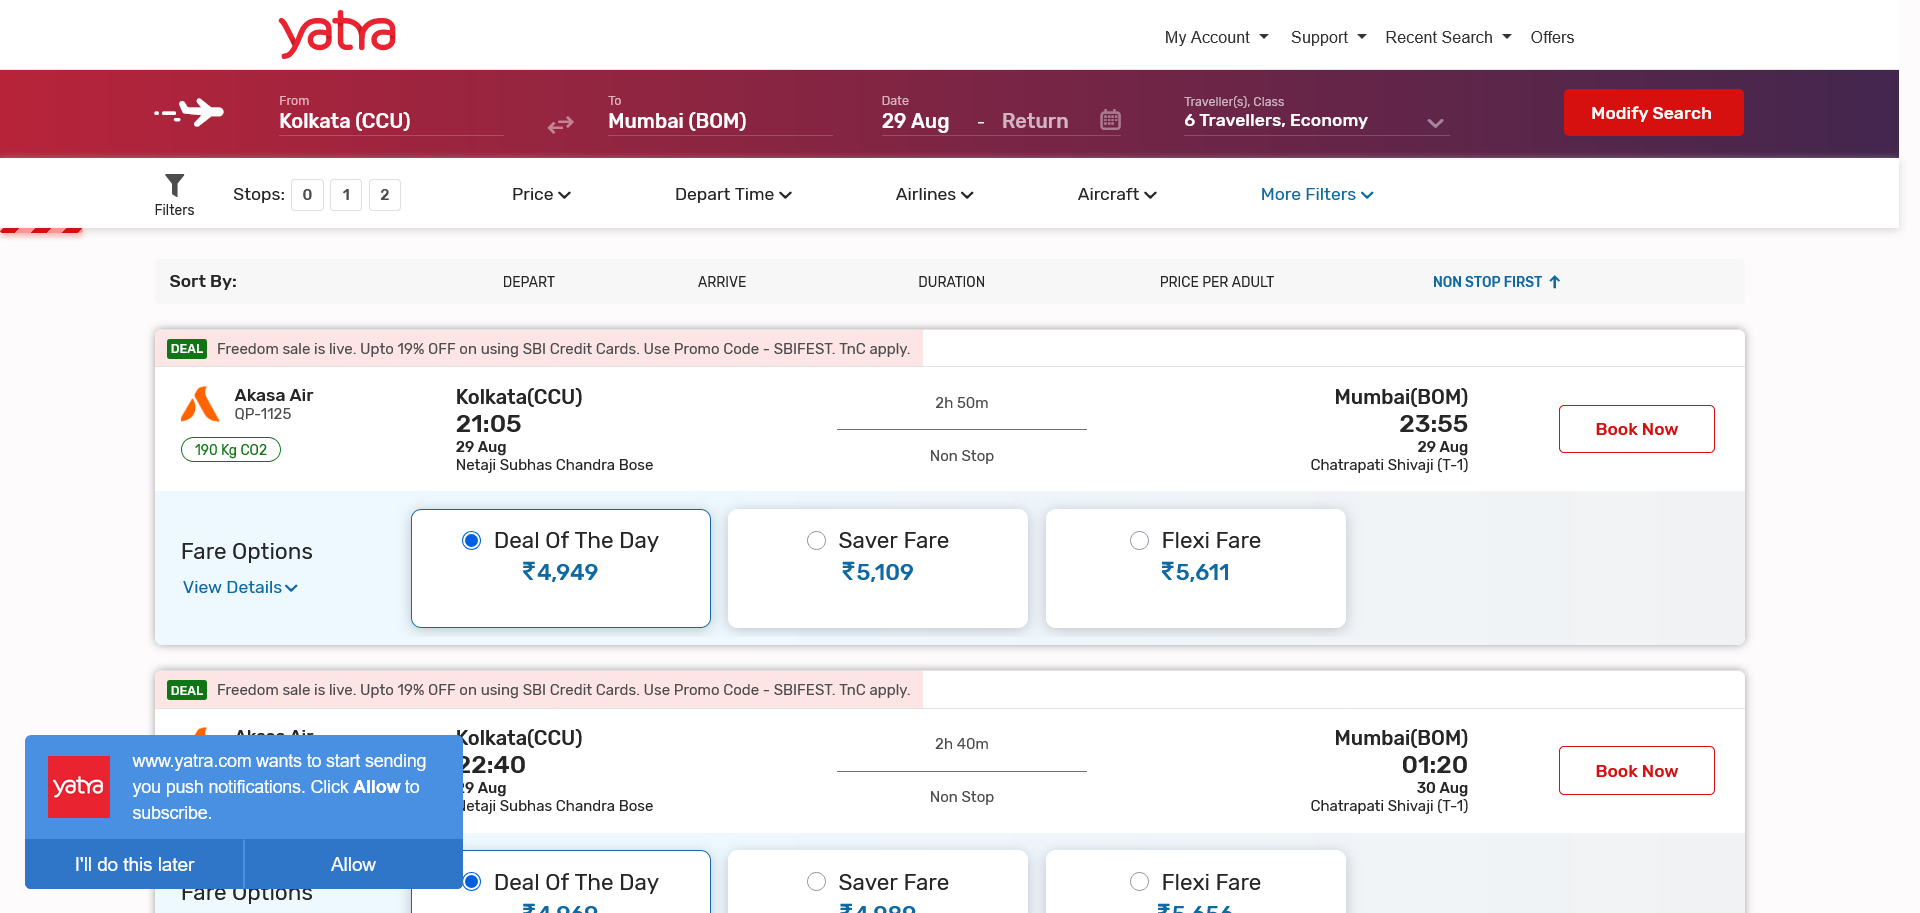 yatra
My Account
Support
Recent Search
Offers
From
Kolkata (CCU)
To
Mumbai (BOM)
Date
29 Aug - Return
Traveller(s), Class
6 Travellers, Economy
Modify Search
Filters
Stops: 0 1 2
Price
Depart Time
Airlines
Aircraft
More Filters
Sort By:
DEPART
ARRIVE
DURATION
PRICE PER ADULT
NON STOP FIRST
DEAL Freedom sale is live. Upto 19% OFF on using SBI Credit Cards. Use Promo Code - SBIFEST. TnC apply.
Akasa Air
QP-1125
190 Kg CO2
Kolkata(CCU)
21:05
29 Aug
Netaji Subhas Chandra Bose
2h 50m
Non Stop
Mumbai(BOM)
23:55
29 Aug
Chatrapati Shivaji (T-1)
Book Now
Fare Options
View Details
Deal Of The Day
₹4,949
Saver Fare
₹5,109
Flexi Fare
₹5,611
DEAL Freedom sale is live. Upto 19% OFF on using SBI Credit Cards. Use Promo Code - SBIFEST. TnC apply.
Akasa Air
Kolkata(CCU)
22:40
29 Aug
Netaji Subhas Chandra Bose
2h 40m
Non Stop
Mumbai(BOM)
01:20
30 Aug
Chatrapati Shivaji (T-1)
Book Now
yatra
www.yatra.com wants to start sending
you push notifications. Click Allow to
subscribe.
I'll do this later
Allow
Fare Options
Deal Of The Day
₹4,969
Saver Fare
₹4,989
Flexi Fare
₹5,656